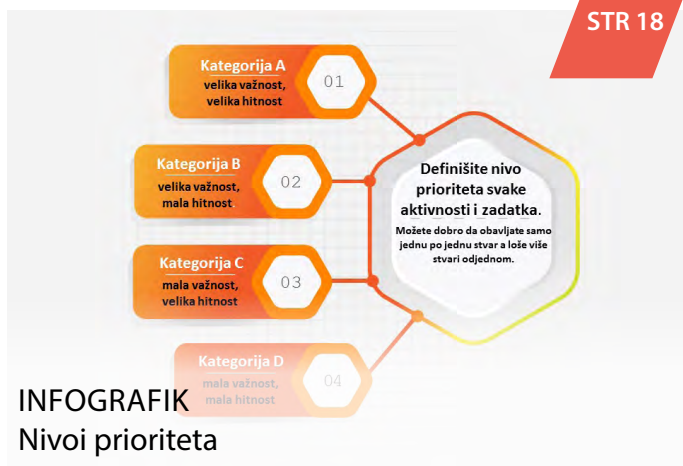 STR 18
Kategorija A
velika važnost,
velika hitnost
01
Kategorija B
velika važnost,
mala hitnost
02
Kategorija C
mala važnost,
velika hitnost
03
Kategorija D
mala važnost,
mala hitnost
04
Definišite nivo
prioriteta svake
aktivnosti i zadatka.
Možete dobro da obavljate samo
jednu po jednu stvar a loše više
stvari odjednom.
INFOGRAFIK
Nivoi prioriteta